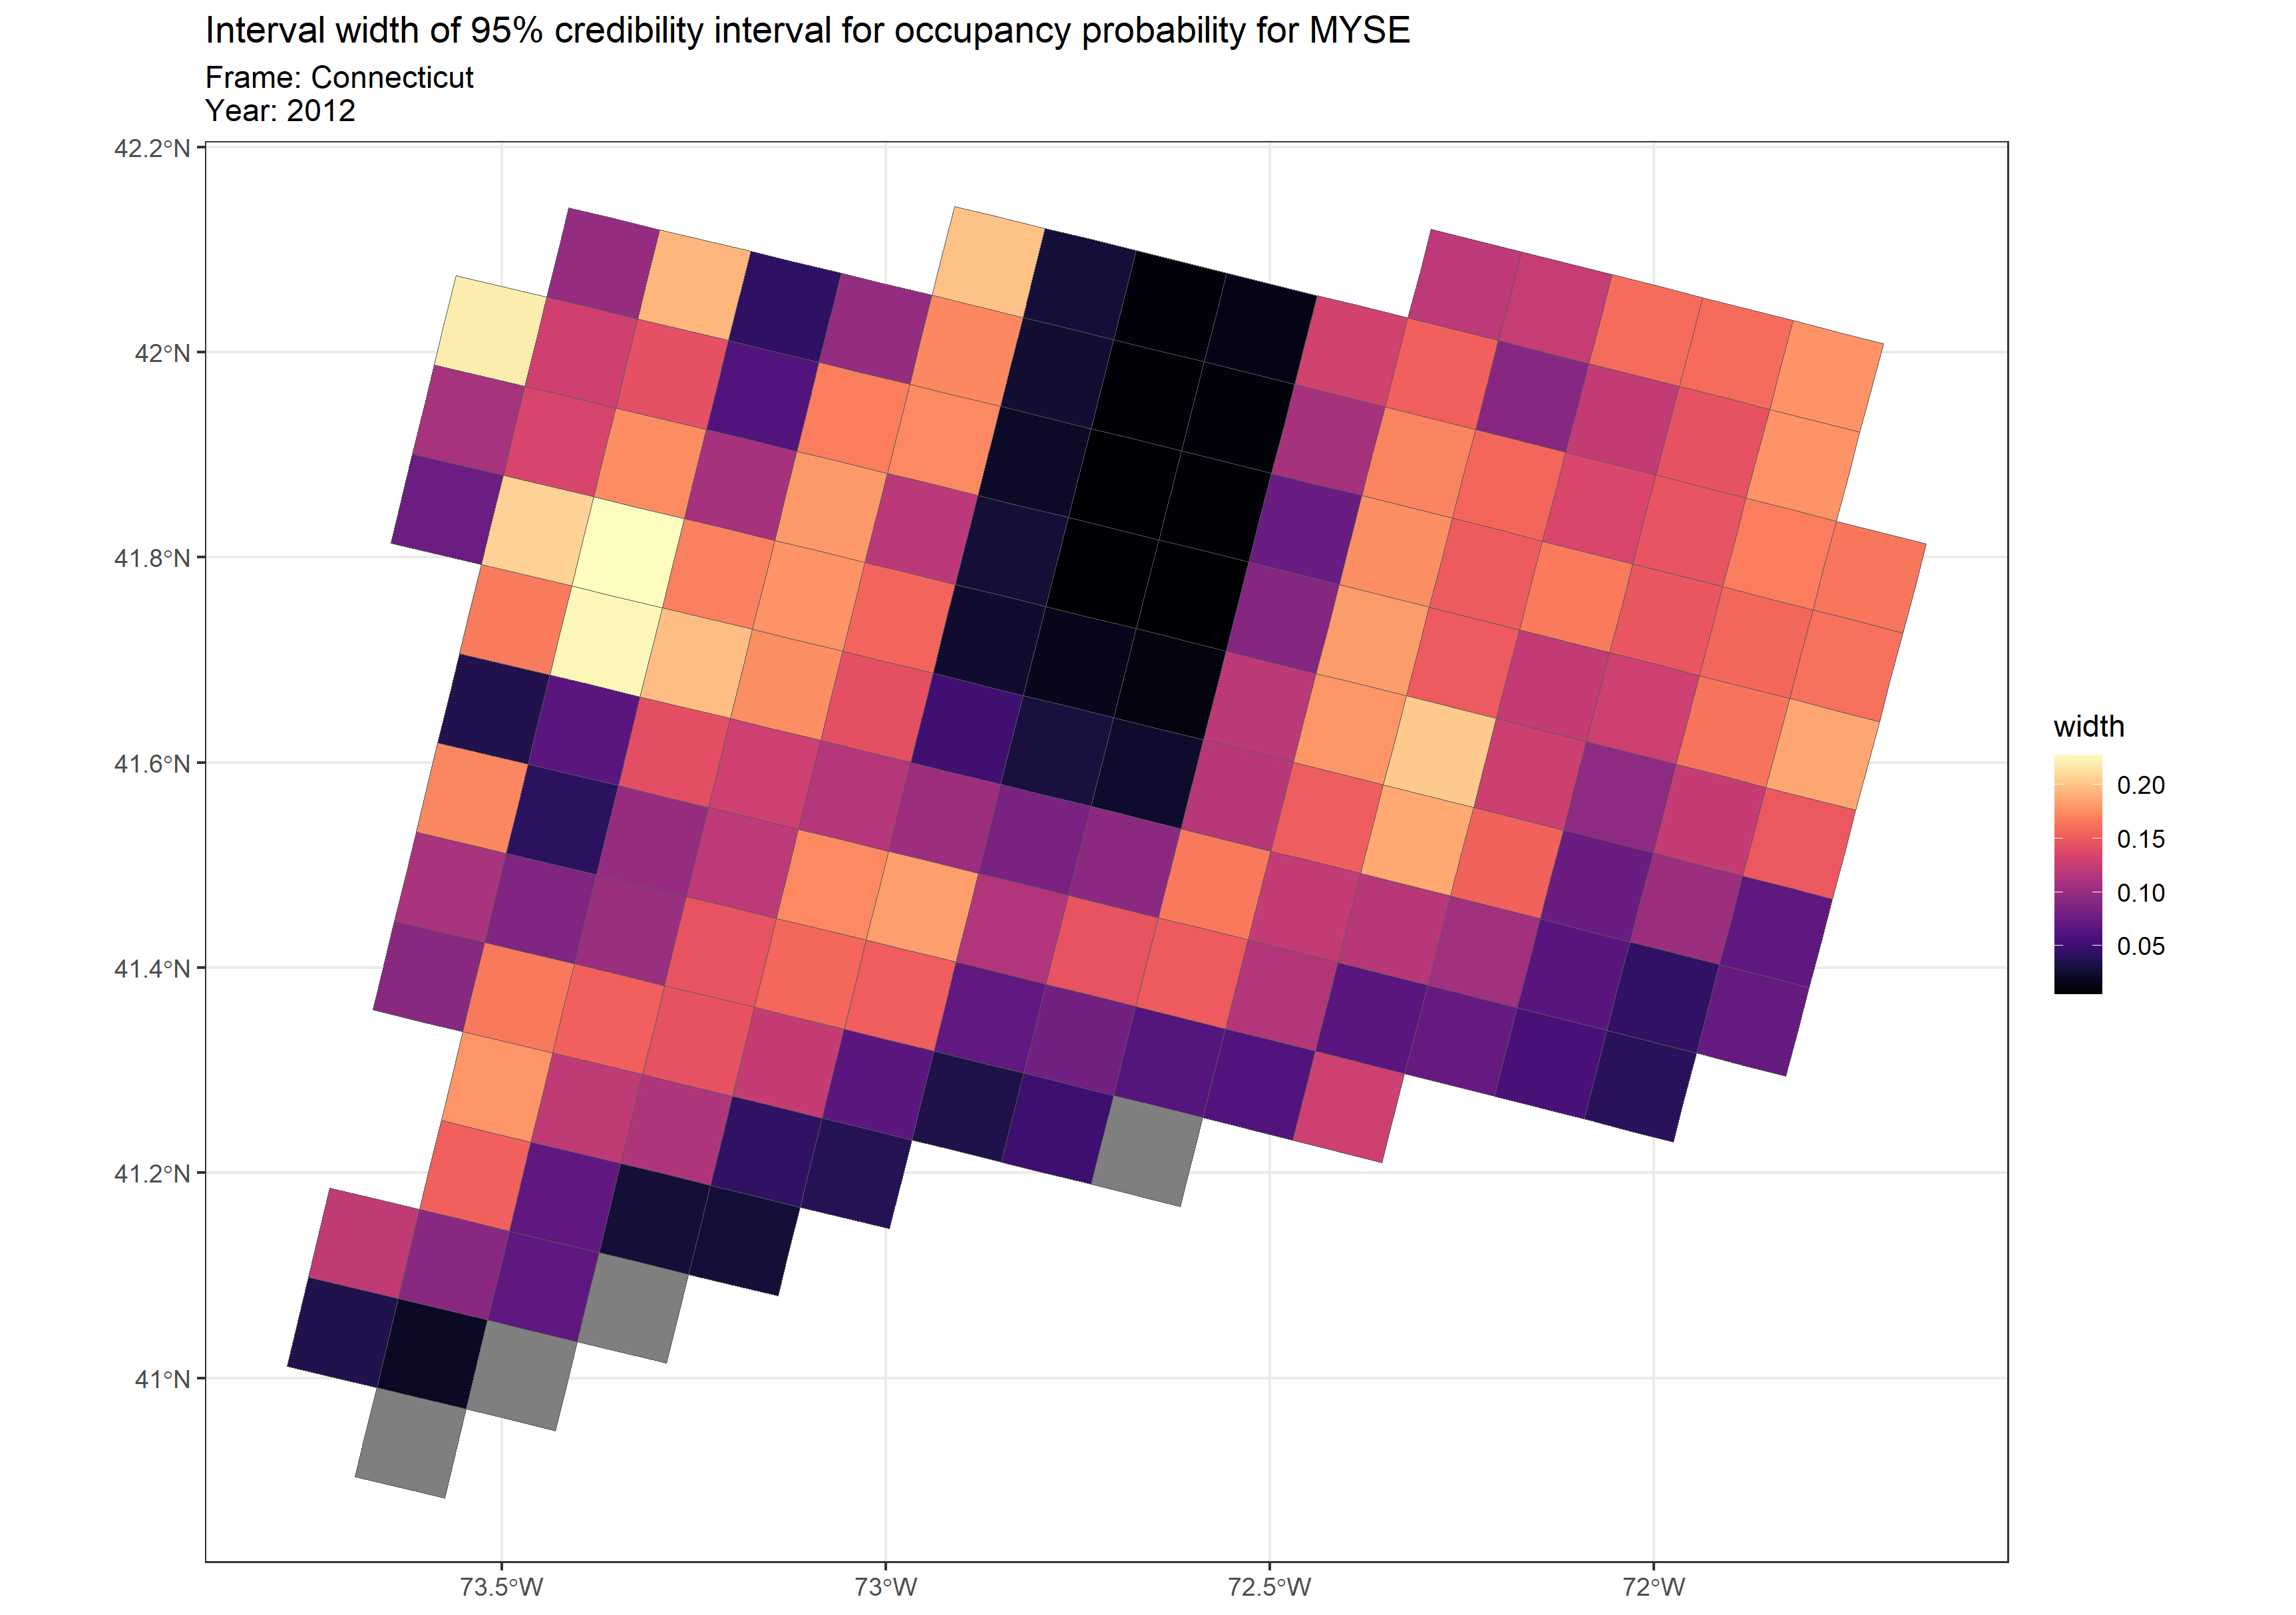 Interval width of 95% credibility interval for occupancy probability for MYSE
Frame: Connecticut
Year: 2012
42.2°N
42°N
41.8°N
41.6°N
41.4°N
41.2°N
41°N
73.5°W
73°W
72.5°W
72°W
width
0.20
0.15
0.10
0.05